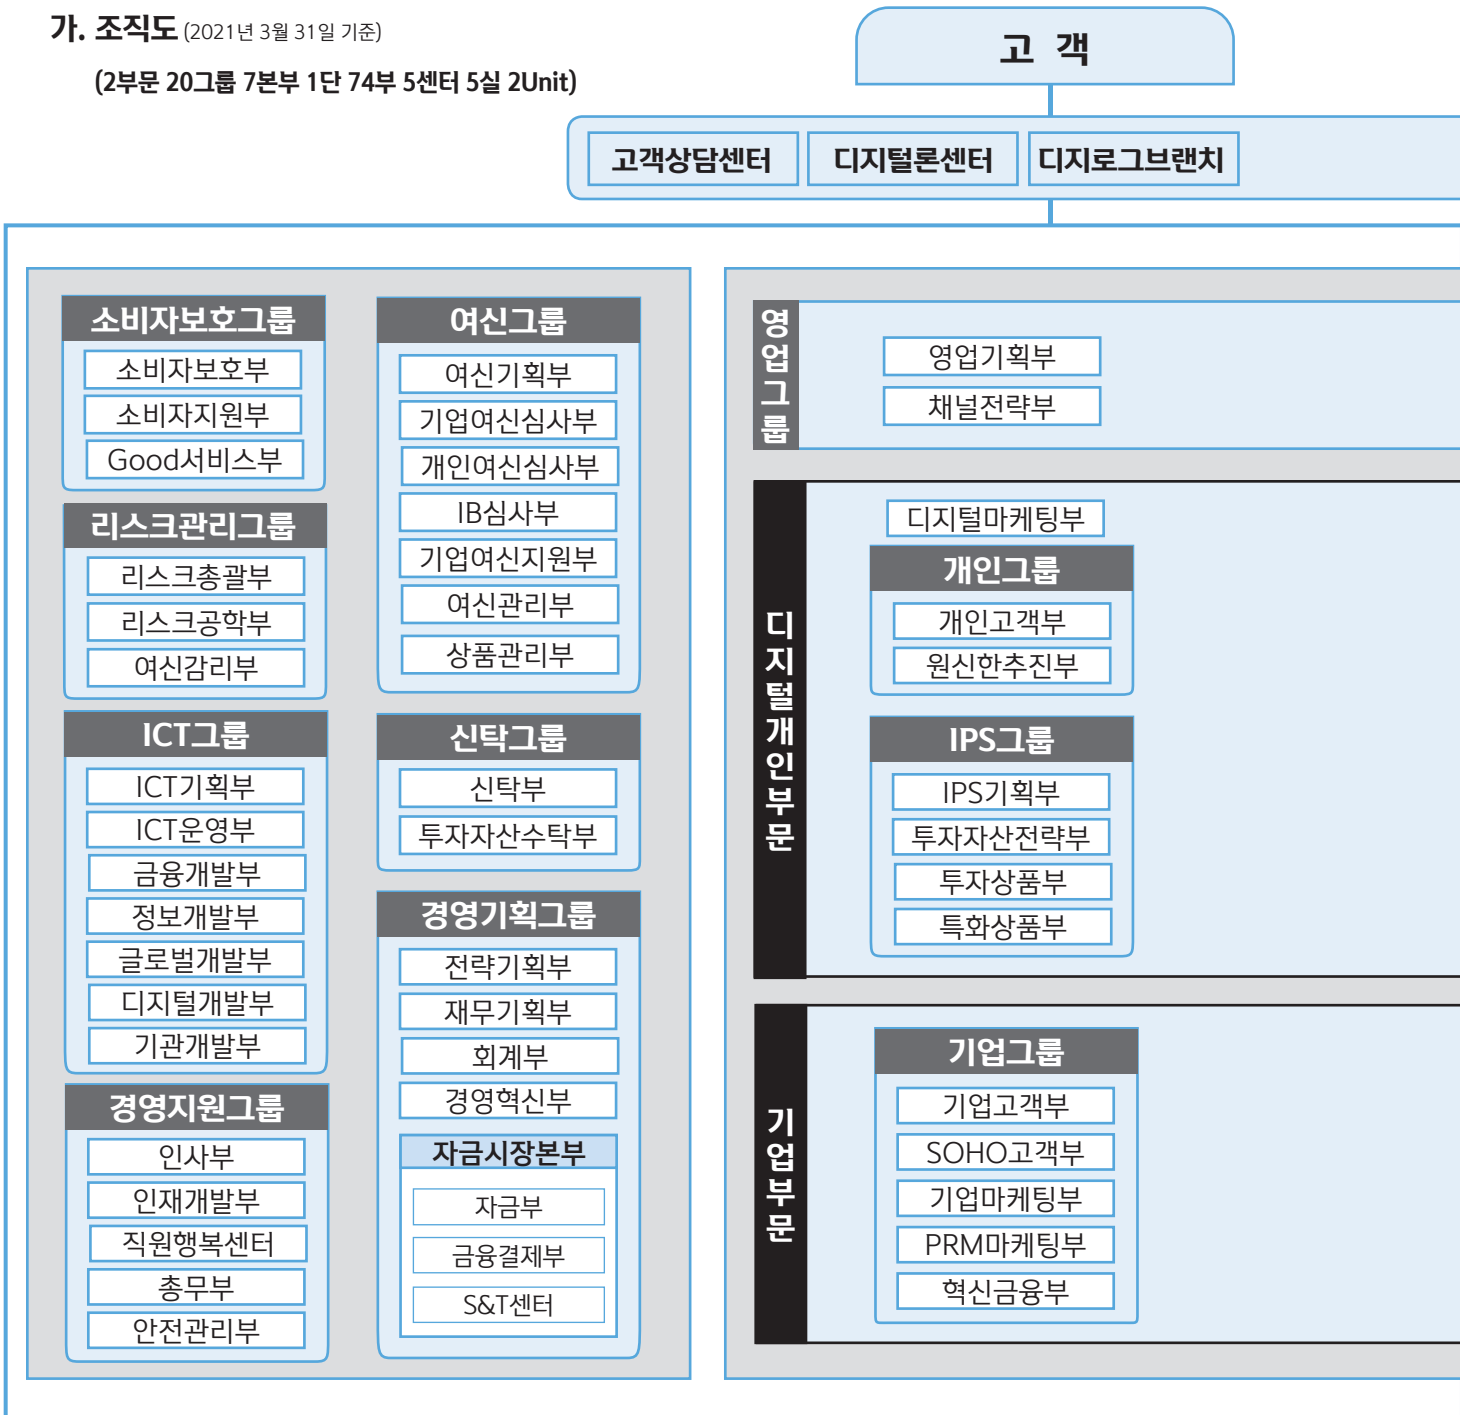 가. 조직도 (2021년 3월 31일 기준)
(2부문 20그룹 7본부 1단 74부 5센터 5실 2Unit)
고 객
고객상담센터
디지털론센터
디지로그브랜치
소비자보호그룹
소비자보호부
소비자지원부
Good서비스부
리스크관리그룹
리스크총괄부
리스크공학부
여신감리부
ICT그룹
ICT기획부
ICT운영부
금융개발부
정보개발부
글로벌개발부
디지털개발부
기관개발부
경영지원그룹
인사부
인재개발부
직원행복센터
총무부
안전관리부
여신그룹
여신기획부
기업여신심사부
개인여신심사부
IB심사부
기업여신지원부
여신관리부
상품관리부
신탁그룹
신탁부
투자자산수탁부
경영기획그룹
전략기획부
재무기획부
회계부
경영혁신부
자금시장본부
자금부
금융결제부
S&T센터
영업그룹
영업기획부
채널전략부
디지털개인부문
디지털마케팅부
개인그룹
개인고객부
원신한추진부
IPS그룹
IPS기획부
투자자산전략부
투자상품부
특화상품부
기업부문
기업그룹
기업고객부
SOHO고객부
기업마케팅부
PRM마케팅부
혁신금융부